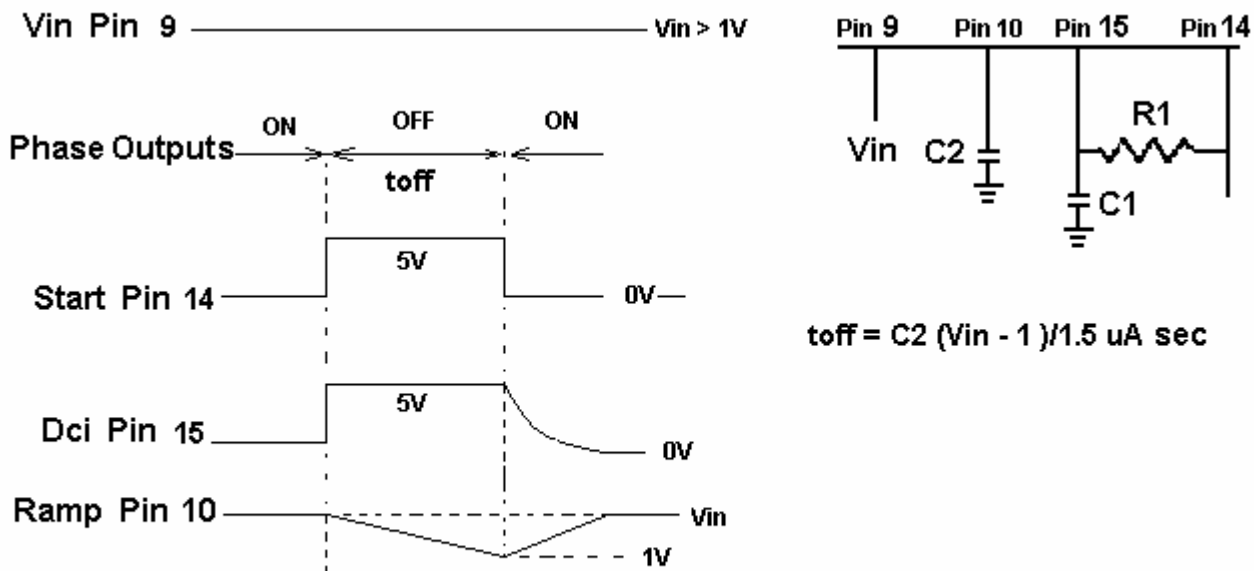 Vin Pin 9
Vin > 1V
Phase Outputs
ON
OFF
ON
toff
Start Pin 14
5V
0V
Dci Pin 15
5V
0V
Ramp Pin 10
Vin
1V
Pin 9
Pin 10
Pin 15
Pin 14
Vin
C2
R1
C1
toff = C2 (Vin - 1 )/1.5 uA sec